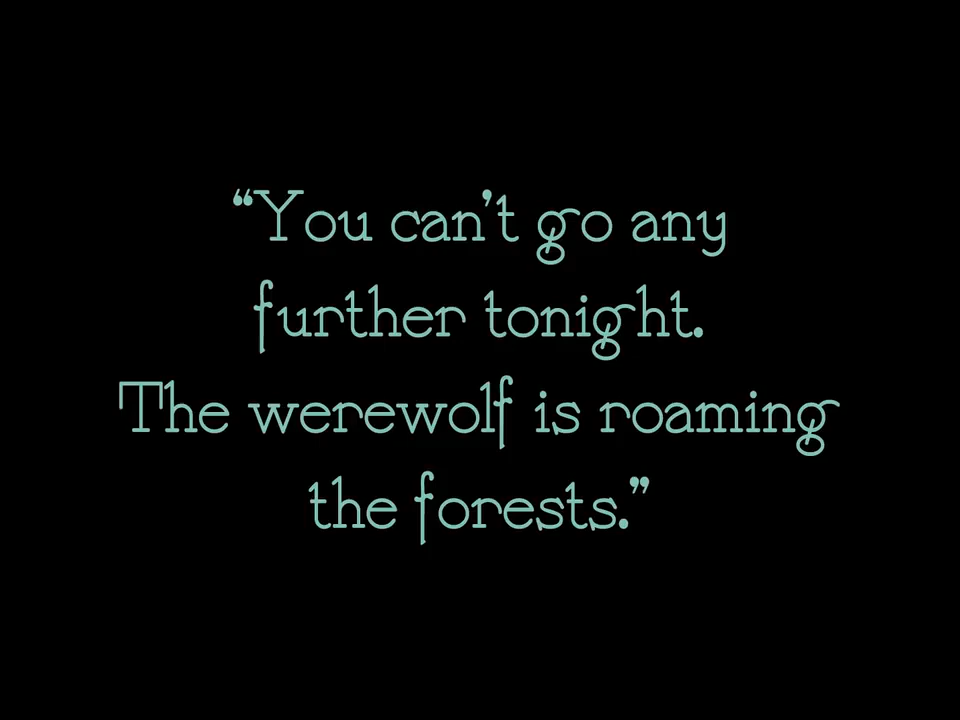 “You can’t go any
further tonight.
The werewolf is roaming
the forests.”